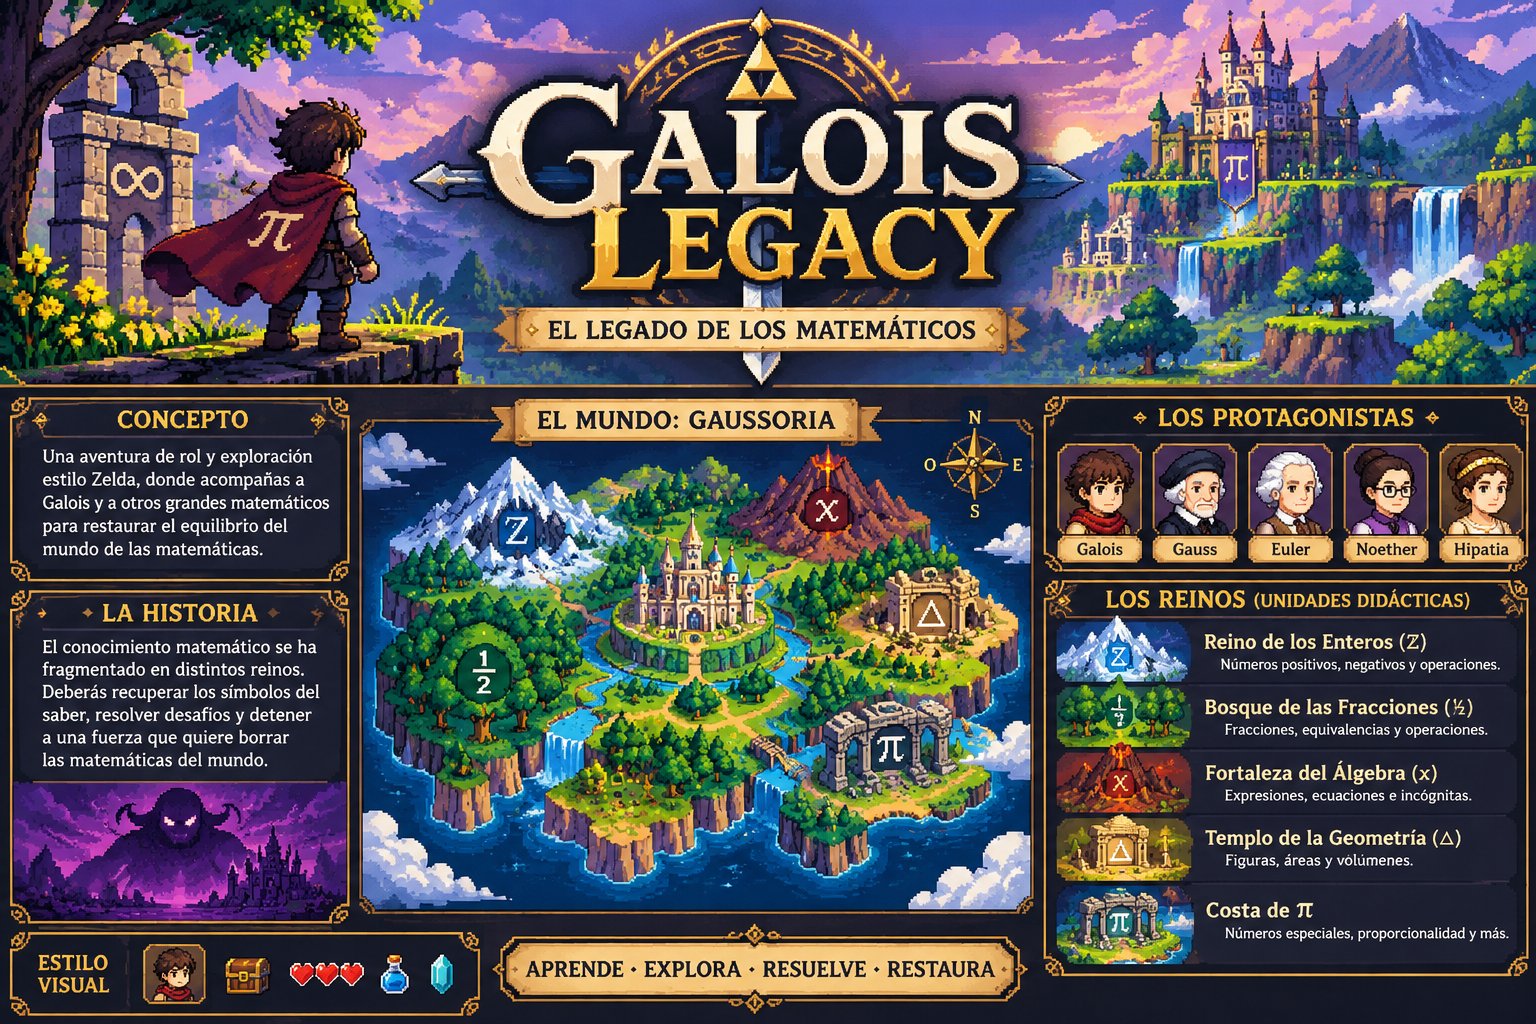 ∞
π
GALOIS
LEGACY
EL LEGADO DE LOS MATEMÁTICOS
π
CONCEPTO
Una aventura de rol y exploración
estilo Zelda, donde acompañas a
Galois y a otros grandes matemáticos
para restaurar el equilibrio del
mundo de las matemáticas.
LA HISTORIA
El conocimiento matemático se ha
fragmentado en distintos reinos.
Deberás recuperar los símbolos del
saber, resolver desafíos y detener
a una fuerza que quiere borrar
las matemáticas del mundo.
EL MUNDO: GAUSSORIA
N
O E
S
Z
x
△
1
2
π
LOS PROTAGONISTAS
Galois Gauss Euler Noether Hipatia
LOS REINOS (UNIDADES DIDÁCTICAS)
Z
Reino de los Enteros (Z)
Números positivos, negativos y operaciones.
Bosque de las Fracciones (½)
Fracciones, equivalencias y operaciones.
x
Fortaleza del Álgebra (x)
Expresiones, ecuaciones e incógnitas.
△
Templo de la Geometría (△)
Figuras, áreas y volúmenes.
π
Costa de π
Números especiales, proporcionalidad y más.
ESTILO
VISUAL
APRENDE · EXPLORA · RESUELVE · RESTAURA